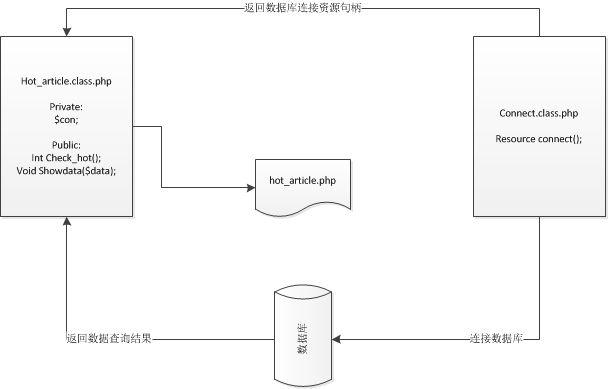 返回数据库连接资源句柄
Hot_article.class.php
Private:
$con;
Public:
Int Check_hot();
Void Showdata($data);
hot_article.php
Connect.class.php
Resource connect();
返回数据查询结果
数据库
连接数据库